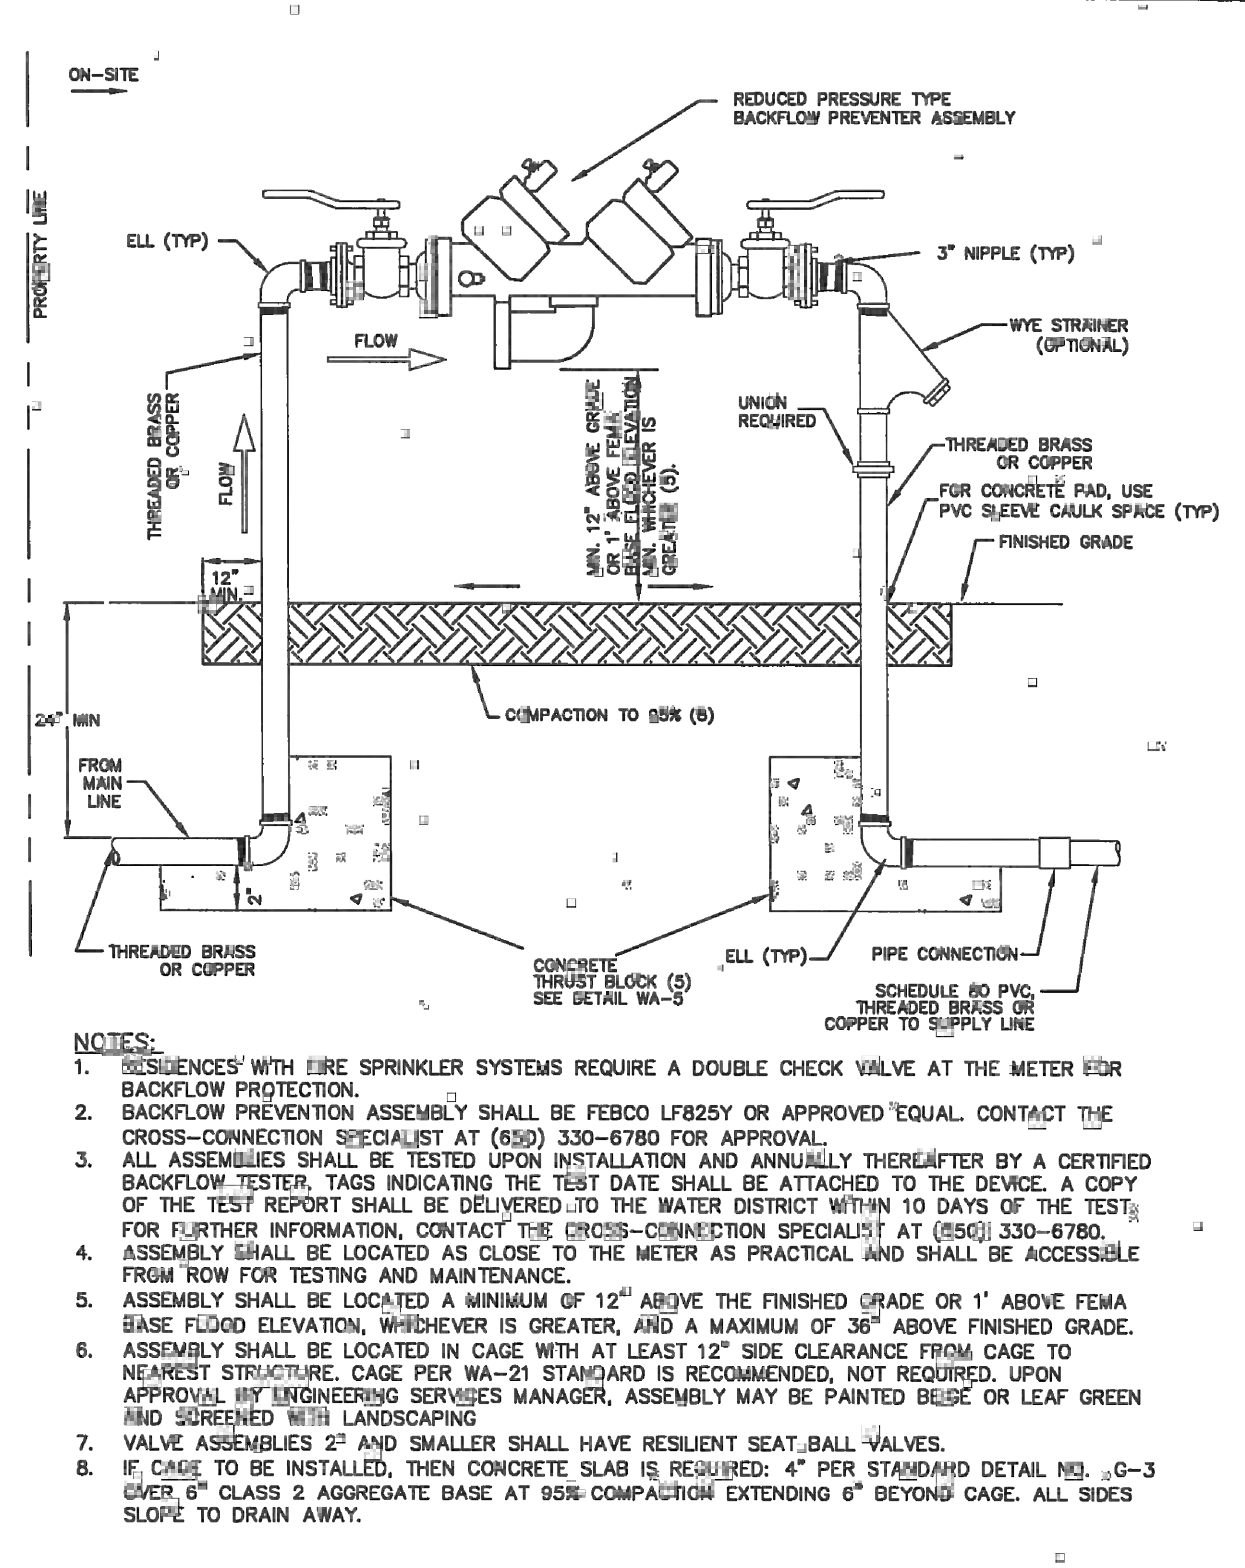 ON-SITE
REDUCED PRESSURE TYPE
BACKFLOW PREVENTER ASSEMBLY
PROPERTY LINE
ELL (TYP)
3" NIPPLE (TYP)
FLOW
WYE STRAINER
(OPTIONAL)
THREADED BRASS
OR COPPER
FLOW
MIN. 12" ABOVE GRADE
OR 1' ABOVE FEMA
BASE FLOOD ELEVATION
MIN. WHICHEVER IS
GREATER (5).
UNION
REQUIRED
THREADED BRASS
OR COPPER
FOR CONCRETE PAD, USE
PVC SLEEVE CAULK SPACE (TYP)
FINISHED GRADE
12"
MIN.
24" MIN
COMPACTION TO 95%
FROM
MAIN
LINE
2"
THREADED BRASS
OR COPPER
CONCRETE
THRUST BLOCK (5)
SEE DETAIL WA-5
ELL (TYP)
PIPE CONNECTION
SCHEDULE PVC,
THREADED BRASS OR
COPPER TO SUPPLY LINE
NOTES:
1. RESIDENCES WITH FIRE SPRINKLER SYSTEMS REQUIRE A DOUBLE CHECK VALVE AT THE METER FOR
BACKFLOW PROTECTION.
2. BACKFLOW PREVENTION ASSEMBLY SHALL BE FEBCO LF825Y OR APPROVED EQUAL. CONTACT THE
CROSS-CONNECTION SPECIALIST AT (650) 330-6780 FOR APPROVAL.
3. ALL ASSEMBLIES SHALL BE TESTED UPON INSTALLATION AND ANNUALLY THEREAFTER BY A CERTIFIED
BACKFLOW TESTER. TAGS INDICATING THE TEST DATE SHALL BE ATTACHED TO THE DEVICE. A COPY
OF THE TEST REPORT SHALL BE DELIVERED TO THE WATER DISTRICT WITHIN 10 DAYS OF THE TEST.
FOR FURTHER INFORMATION, CONTACT THE CROSS-CONNECTION SPECIALIST AT (650) 330-6780.
4. ASSEMBLY SHALL BE LOCATED AS CLOSE TO THE METER AS PRACTICAL AND SHALL BE ACCESSIBLE
FROM ROW FOR TESTING AND MAINTENANCE.
5. ASSEMBLY SHALL BE LOCATED A MINIMUM OF 12" ABOVE THE FINISHED GRADE OR 1' ABOVE FEMA
BASE FLOOD ELEVATION, WHICHEVER IS GREATER, AND A MAXIMUM OF 36" ABOVE FINISHED GRADE.
6. ASSEMBLY SHALL BE LOCATED IN CAGE WITH AT LEAST 12" SIDE CLEARANCE FROM CAGE TO
NEAREST STRUCTURE. CAGE PER WA-21 STANDARD IS RECOMMENDED, NOT REQUIRED. UPON
APPROVAL BY ENGINEERING SERVICES MANAGER, ASSEMBLY MAY BE PAINTED BEIGE OR LEAF GREEN
AND SCREENED WITH LANDSCAPING
7. VALVE ASSEMBLIES 2" AND SMALLER SHALL HAVE RESILIENT SEAT BALL VALVES.
8. IF CAGE TO BE INSTALLED, THEN CONCRETE SLAB IS REQUIRED: 4" PER STANDARD DETAIL NO. G-3
OVER 6" CLASS 2 AGGREGATE BASE AT 95% COMPACTION EXTENDING 6" BEYOND CAGE. ALL SIDES
SLOPE TO DRAIN AWAY.